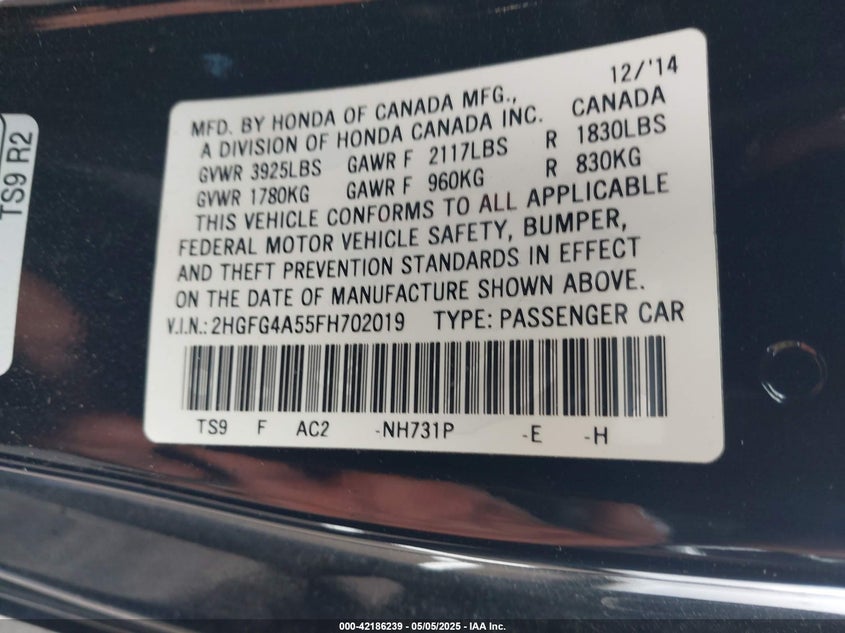 12/'14
MFD. BY HONDA OF CANADA MFG.,
A DIVISION OF HONDA CANADA INC. CANADA
GVWR 3925LBS GAWR F 2117LBS R 1830LBS
GVWR 1780KG GAWR F 960KG R 830KG
THIS VEHICLE CONFORMS TO ALL APPLICABLE
FEDERAL MOTOR VEHICLE SAFETY, BUMPER,
AND THEFT PREVENTION STANDARDS IN EFFECT
ON THE DATE OF MANUFACTURE SHOWN ABOVE.
V.I.N.: 2HGFG4A55FH702019 TYPE: PASSENGER CAR
TS9 F AC2 -NH731P -E -H
TS9 R2
000-42186239 - 05/05/2025 - IAA Inc.